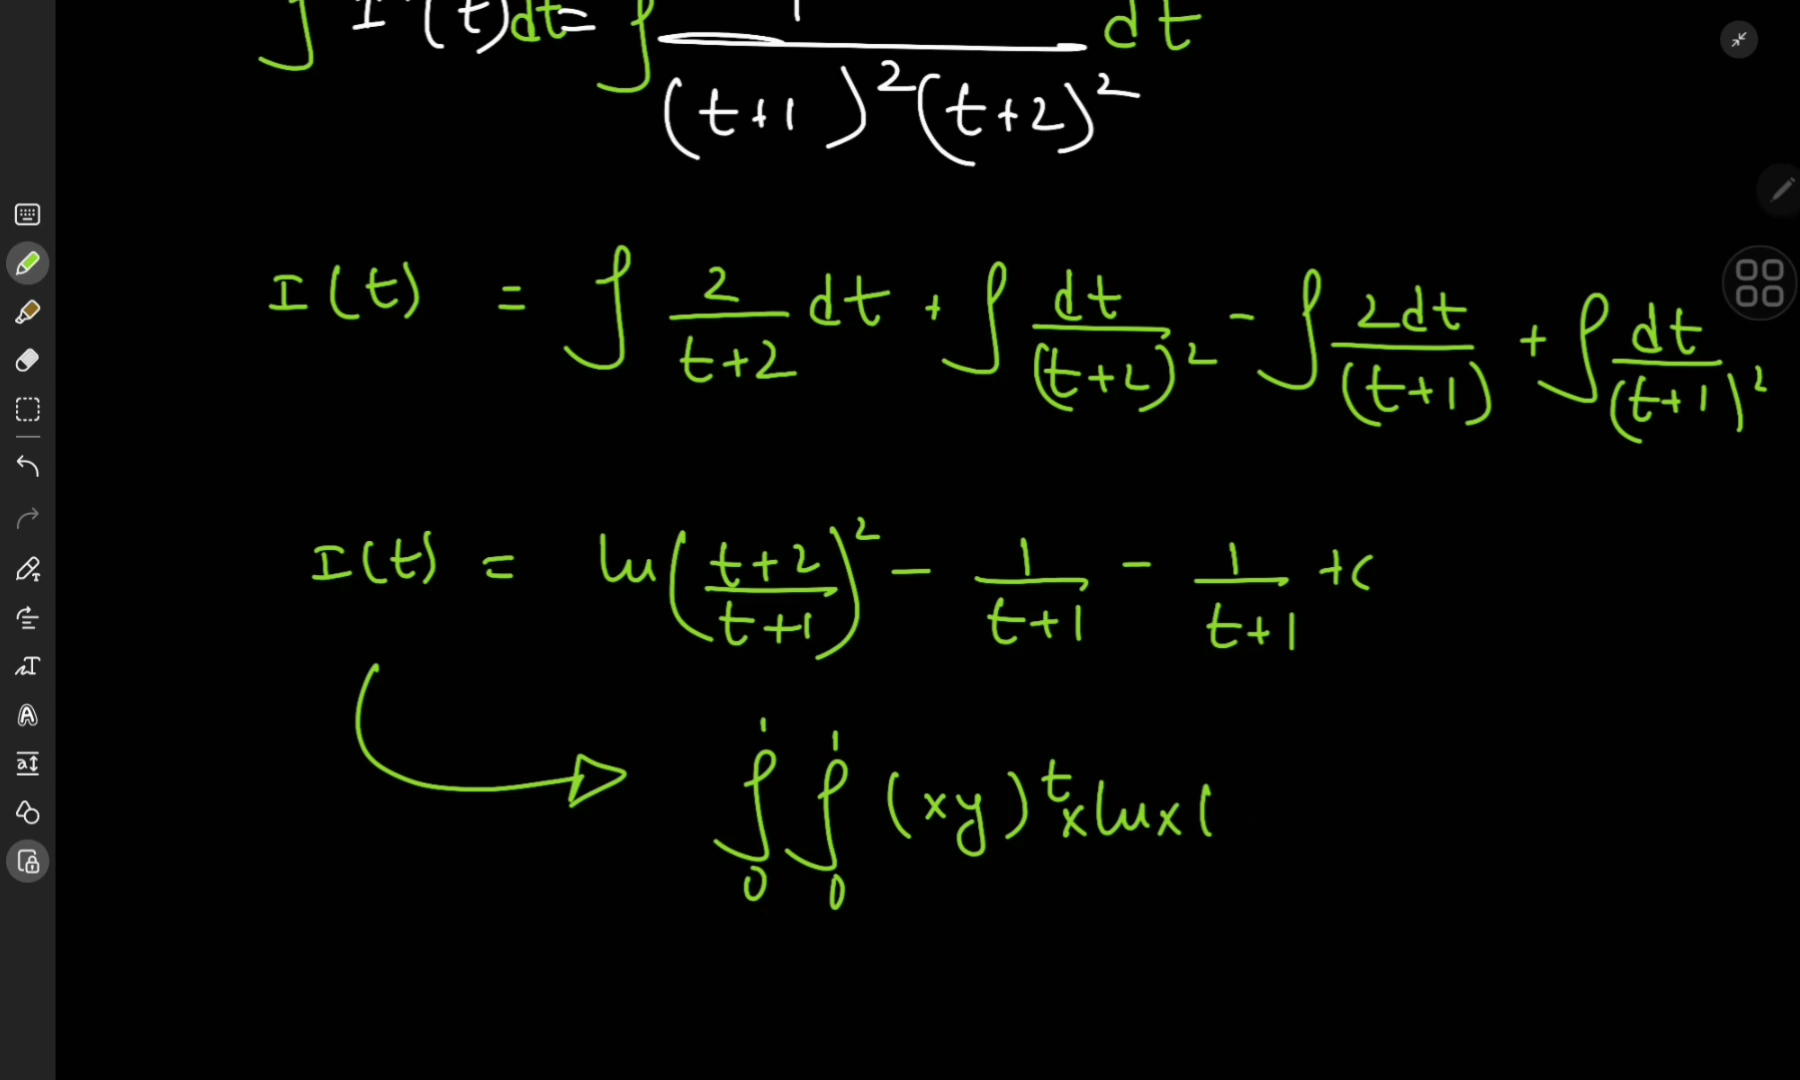 ∫ I'(t)dt = ∫ 1/((t+1)²(t+2)²) dt
I(t) = ∫ 2/(t+2) dt + ∫ dt/(t+2)² - ∫ 2dt/(t+1) + ∫ dt/(t+1)²
I(t) = ln((t+2)/(t+1))² - 1/(t+1) - 1/(t+1) + c
∫₀¹ ∫₀¹ (xy)ᵗ x ln x (